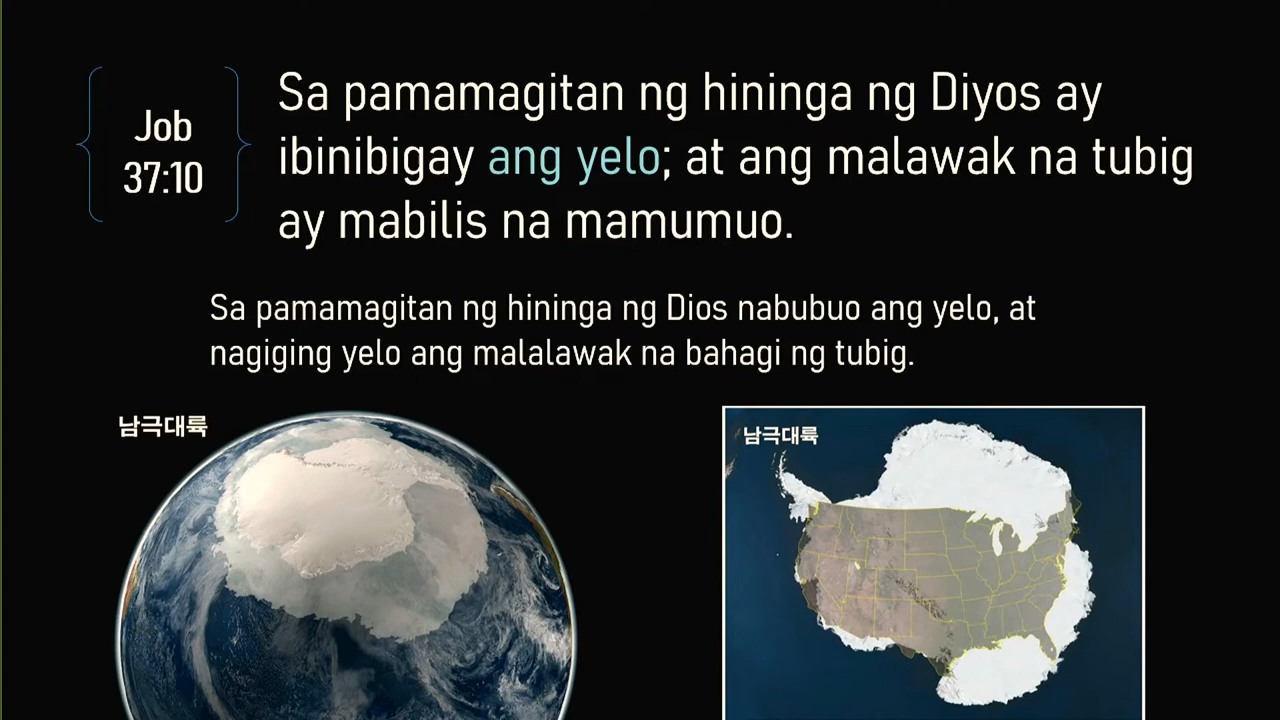 Job
37:10
Sa pamamagitan ng hininga ng Diyos ay
ibinibigay ang yelo; at ang malawak na tubig
ay mabilis na mamumuo.
Sa pamamagitan ng hininga ng Dios nabubuo ang yelo, at
nagiging yelo ang malalawak na bahagi ng tubig.
남극대륙
남극대륙